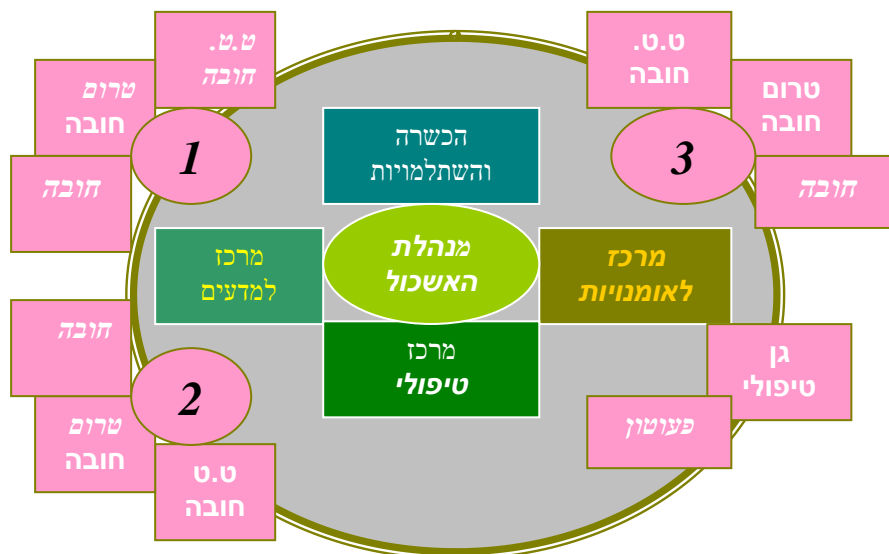 ט.ט.
חובה
טרום
חובה
חובה
3
ט.ט.
חובה
טרום
חובה
חובה
1
הכשרה
והשתלמויות
מרכז
לאומנויות
מנהלת
האשכול
מרכז
למדעים
מרכז
טיפולי
גן
טיפולי
פעוטון
חובה
2
טרום
חובה
ט.ט
חובה